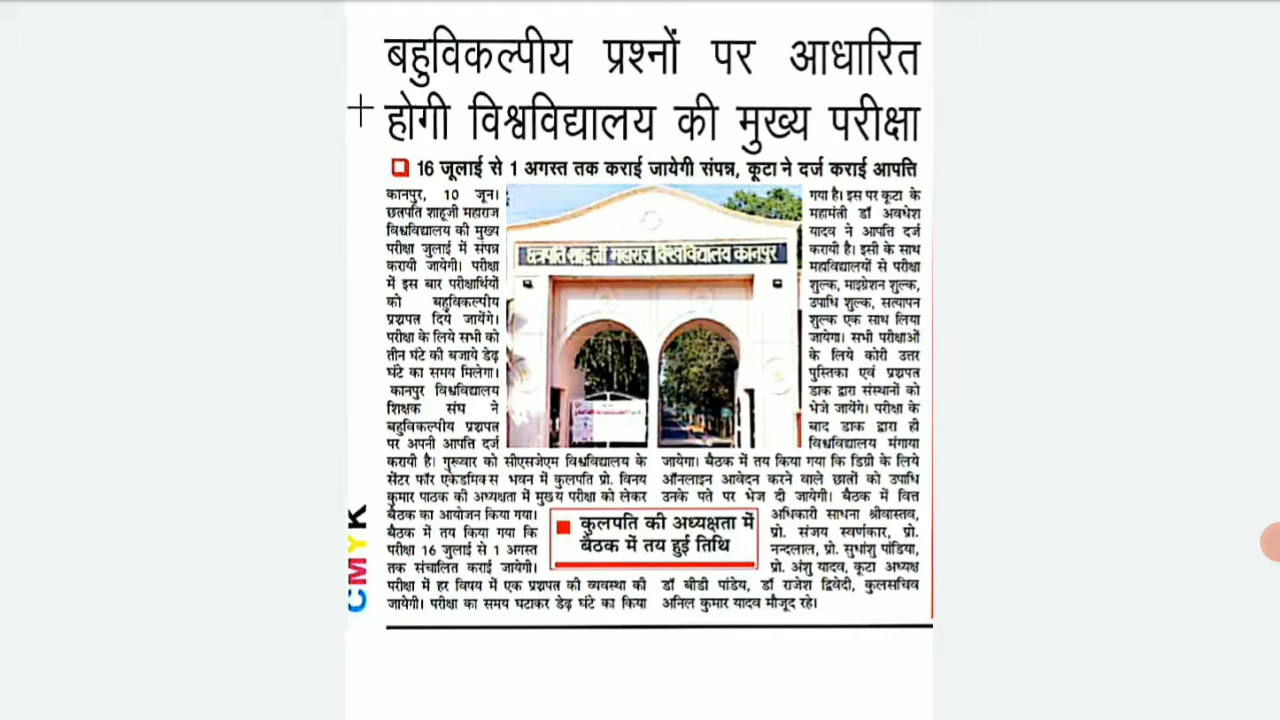 बहुविकल्पीय प्रश्नों पर आधारित
होगी विश्वविद्यालय की मुख्य परीक्षा
16 जूलाई से 1 अगस्त तक कराई जायेगी संपन्न, कूटा ने दर्ज कराई आपत्ति
कानपुर, 10 जून।
छत्रपति शाहूजी महाराज
विश्वविद्यालय की मुख्य
परीक्षा जुलाई में संपन्न
करायी जायेगी। परीक्षा
में इस बार परीक्षार्थियों
को बहुविकल्पीय
प्रश्नपत्र दिये जायेंगे।
परीक्षा के लिये सभी को
तीन घंटे की बजाये डेढ़
घंटे का समय मिलेगा।
कानपुर विश्वविद्यालय
शिक्षक संघ ने
बहुविकल्पीय प्रश्नपत्र
पर अपनी आपत्ति दर्ज
करायी है। गुरूवार को सीएसजेएम विश्वविद्यालय के
सेंटर फॉर एकेडमिक्स भवन में कुलपति प्रो. विनय
कुमार पाठक की अध्यक्षता में मुख्य परीक्षा को लेकर
बैठक का आयोजन किया गया।
बैठक में तय किया गया कि
परीक्षा 16 जुलाई से 1 अगस्त
तक संचालित कराई जायेगी।
परीक्षा में हर विषय में एक प्रश्नपत्र की व्यवस्था की
जायेगी। परीक्षा का समय घटाकर डेढ़ घंटे का किया
छत्रपति शाहू जी महाराज विश्वविद्यालय कानपुर
कुलपति की अध्यक्षता में
बैठक में तय हुई तिथि
गया है। इस पर कूटा के
महामंत्री डॉ अवधेश
यादव ने आपत्ति दर्ज
करायी है। इसी के साथ
महाविद्यालयों से परीक्षा
शुल्क, माइग्रेशन शुल्क,
उपाधि शुल्क, सत्यापन
शुल्क एक साथ लिया
जायेगा। सभी परीक्षाओं
के लिये कोरी उत्तर
पुस्तिका एवं प्रश्नपत्र
डाक द्वारा संस्थानों को
भेजे जायेंगे। परीक्षा के
बाद डाक द्वारा ही
विश्वविद्यालय मंगाया
जायेगा। बैठक में तय किया गया कि डिग्री के लिये
ऑनलाइन आवेदन करने वाले छात्रों को उपाधि
उनके पते पर भेज दी जायेगी। बैठक में वित्त
अधिकारी साधना श्रीवास्तव,
प्रो. संजय स्वर्णकार, प्रो.
नन्दलाल, प्रो. सुधांशु पांडिया,
प्रो. अंशु यादव, कूटा अध्यक्ष
डॉ बीडी पांडेय, डॉ राजेश द्विवेदी, कुलसचिव
अनिल कुमार यादव मौजूद रहे।
CMYK